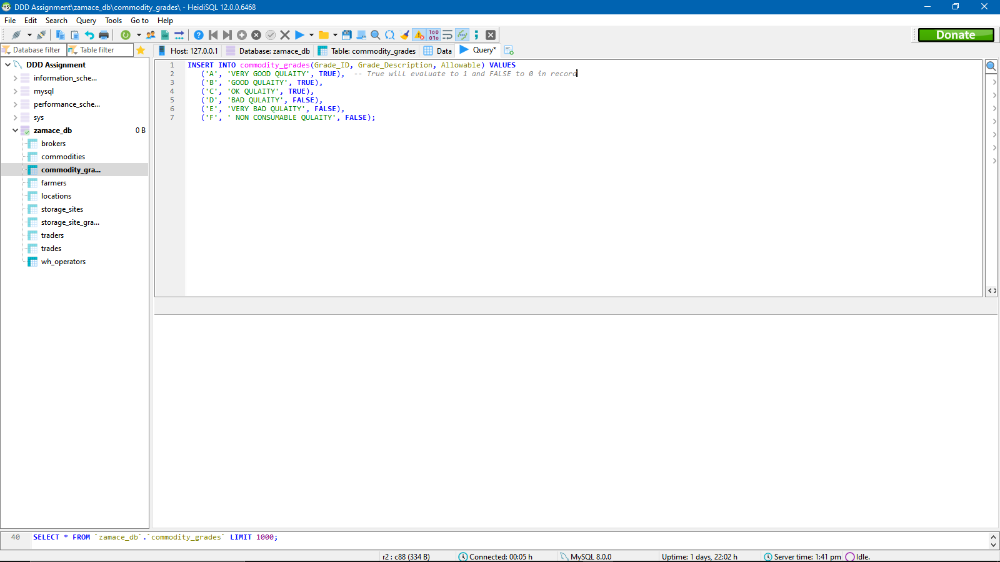 DDD Assignment\zamace_db\commodity_grades\ - HeidiSQL 12.0.0.6468
File Edit Search Query Tools Go to Help
Donate
Database filter Table filter Host: 127.0.0.1 Database: zamace_db Table: commodity_grades Data Query*
DDD Assignment
information_sche...
mysql
performance_sche...
sys
zamace_db 0 B
brokers
commodities
commodity_gra...
farmers
locations
storage_sites
storage_site_gra...
traders
trades
wh_operators
1 INSERT INTO commodity_grades(Grade_ID, Grade_Description, Allowable) VALUES
2 ('A', 'VERY GOOD QULAITY', TRUE), -- True will evaluate to 1 and FALSE to 0 in record
3 ('B', 'GOOD QULAITY', TRUE),
4 ('C', 'OK QULAITY', TRUE),
5 ('D', 'BAD QULAITY', FALSE),
6 ('E', 'VERY BAD QULAITY', FALSE),
7 ('F', ' NON CONSUMABLE QULAITY', FALSE);
40 SELECT * FROM `zamace_db`.`commodity_grades` LIMIT 1000;
r2 : c88 (334 B) Connected: 00:05 h MySQL 8.0.0 Uptime: 1 days, 22:02 h Server time: 1:41 pm Idle.